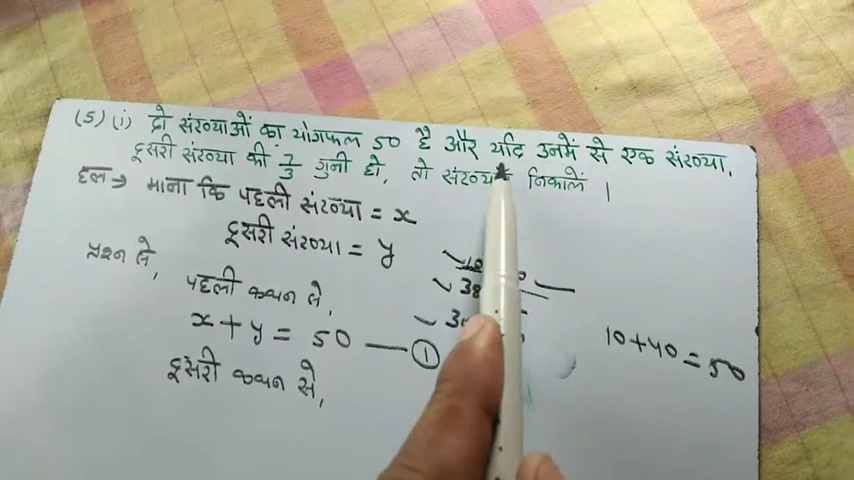 (5) (i) दो संख्याओं का योगफल 50 है और यदि उनमें से एक संख्या,
दूसरी संख्या की 7/3 गुनी हो, तो संख्या निकालें |
हल⇒ माना कि पहली संख्या = x
दूसरी संख्या = y
प्रश्न से,
पहली कथन से,
x + y = 50 — ①
10+40 = 50
दूसरी कथन से,